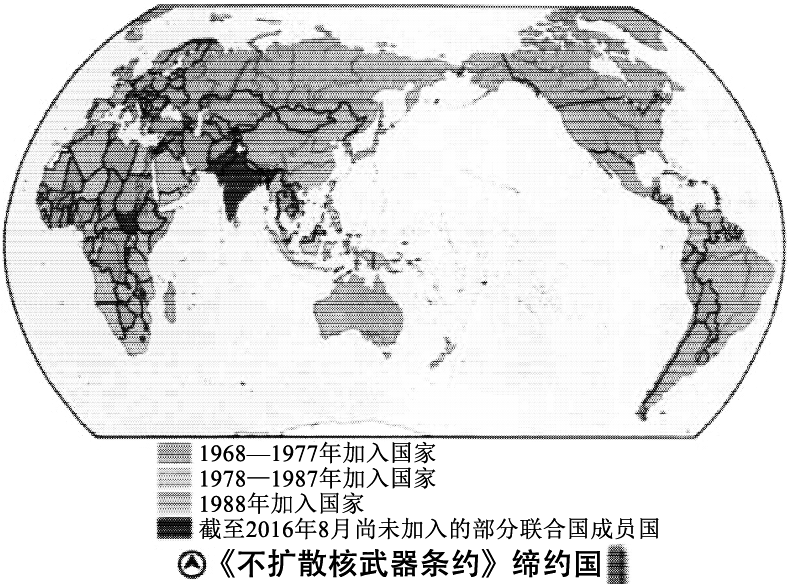 1968—1977年加入国家
1978—1987年加入国家
1988年加入国家
截至2016年8月尚未加入的部分联合国成员国
《不扩散核武器条约》缔约国